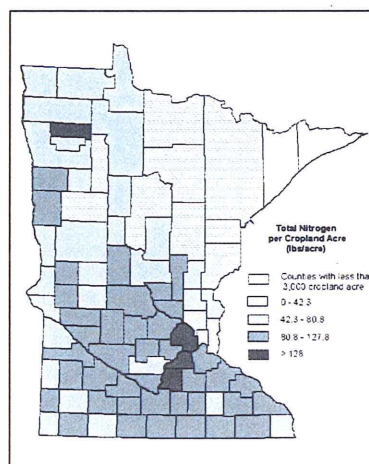 Total Nitrogen
per Cropland Acre
(lbs/acre)
Counties with less than
3,000 cropland acre
0 - 42.3
42.3 - 80.8
80.8 - 127.8
> 128